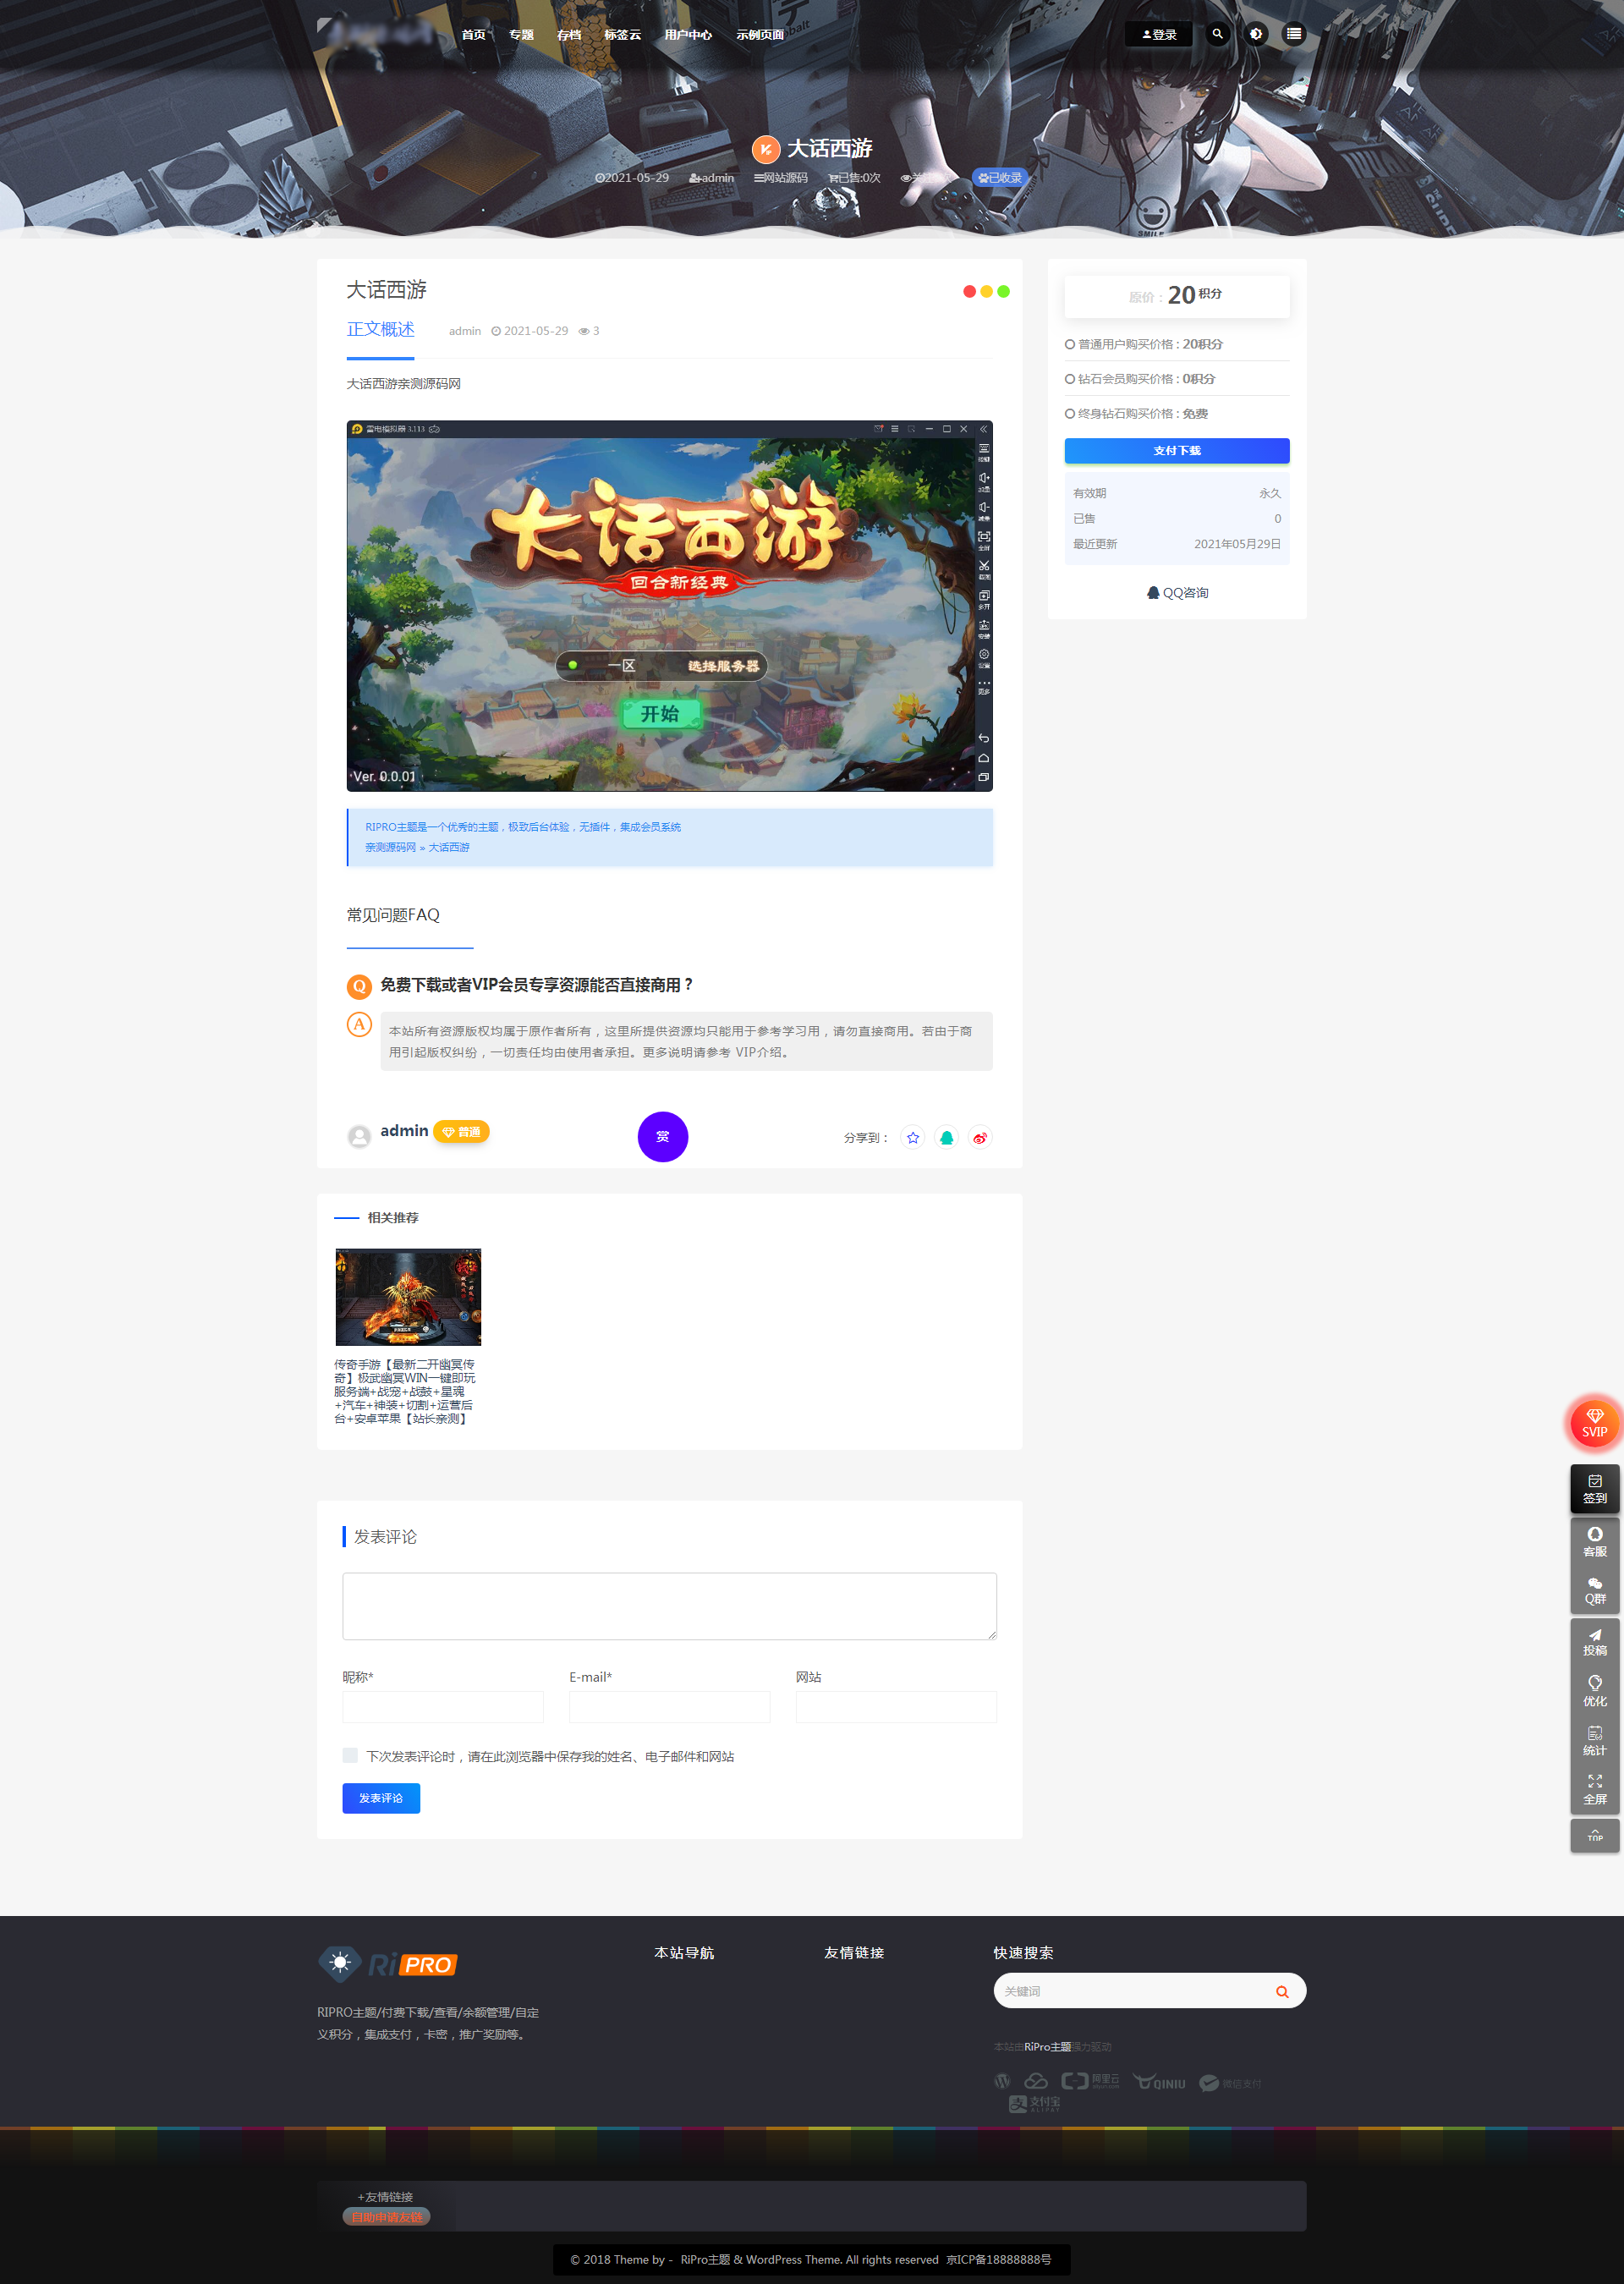 首页 专题 存档 标签云 用户中心 示例页面
登录
大话西游
2021-05-29 admin 网站源码 已售:0次 已收录
大话西游
正文概述 admin 2021-05-29 3
大话西游亲测源码网
雷电模拟器 3.113
大话西游
回合新经典
一区 选择服务器
开始
Ver. 0.0.01
全屏
多开
安装
设置
更多
RIPRO主题是一个优秀的主题，极致后台体验，无插件，集成会员系统
亲测源码网 » 大话西游
常见问题FAQ
Q 免费下载或者VIP会员专享资源能否直接商用？
A 本站所有资源版权均属于原作者所有，这里所提供资源均只能用于参考学习用，请勿直接商用。若由于商
用引起版权纠纷，一切责任均由使用者承担。更多说明请参考 VIP介绍。
admin 普通
赏
分享到：
原价：20积分
普通用户购买价格 : 20积分
钻石会员购买价格 : 0积分
终身钻石购买价格 : 免费
支付下载
有效期 永久
已售 0
最近更新 2021年05月29日
QQ咨询
相关推荐
传奇手游【最新二开幽冥传
奇】极武幽冥WIN一键即玩
服务端+战宠+战鼓+星魂
+汽车+神装+切割+运营后
台+安卓苹果【站长亲测】
SVIP
签到
客服
Q群
投稿
优化
统计
全屏
TOP
发表评论
昵称* E-mail* 网站
下次发表评论时，请在此浏览器中保存我的姓名、电子邮件和网站
发表评论
RiPRO
RIPRO主题/付费下载/查看/余额管理/自定
义积分，集成支付，卡密，推广奖励等。
本站导航
友情链接
快速搜索
关键词
本站由RiPro主题强力驱动
阿里云 QINIU 微信支付
支付宝
ALIPAY
+友情链接
自助申请友链
© 2018 Theme by - RiPro主题 & WordPress Theme. All rights reserved 京ICP备18888888号